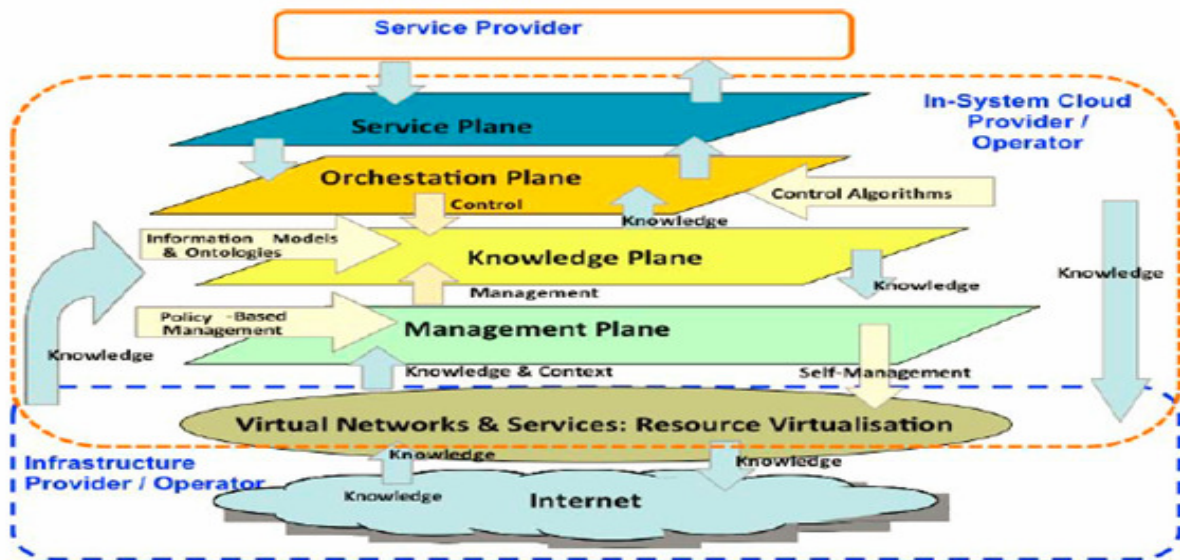 Service Provider
In-System Cloud
Provider /
Operator
Service Plane
Orchestation Plane
Control Algorithms
Control
Knowledge
Information Models
& Ontologies
Knowledge Plane
Knowledge
Knowledge
Management
Policy -Based
Management
Management Plane
Knowledge
Knowledge & Context
Self-Management
Virtual Networks & Services: Resource Virtualisation
Infrastructure
Provider / Operator
Knowledge
Knowledge
Knowledge
Internet